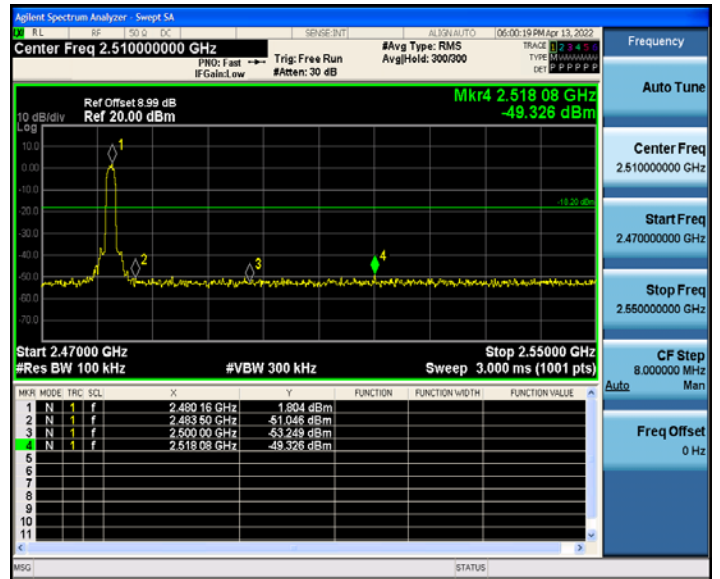 Agilent Spectrum Analyzer - Swept SA
RL RF 50 Ω DC SENSE:INT ALIGNAUTO 06:00:19 PM Apr 13, 2022
Center Freq 2.510000000 GHz
PNO: Fast
IFGain:Low
Trig: Free Run
#Atten: 30 dB
#Avg Type: RMS
Avg|Hold: 300/300
TRACE 1 2 3 4 5 6
TYPE MWWWWW
DET P P P P P P
Ref Offset 8.99 dB
10 dB/div Ref 20.00 dBm
Log
Mkr4 2.518 08 GHz
-49.326 dBm
10.0
0.00
-10.0
-20.0
-30.0
-40.0
-50.0
-60.0
-70.0
1
2
3
4
-18.20 dBm
Start 2.47000 GHz Stop 2.55000 GHz
#Res BW 100 kHz #VBW 300 kHz Sweep 3.000 ms (1001 pts)
MKR MODE TRC SCL X Y FUNCTION FUNCTION WIDTH FUNCTION VALUE
1 N 1 f 2.480 16 GHz 1.804 dBm
2 N 1 f 2.483 50 GHz -51.046 dBm
3 N 1 f 2.500 00 GHz -53.249 dBm
4 N 1 f 2.518 08 GHz -49.326 dBm
5
6
7
8
9
10
11
MSG STATUS
Frequency
Auto Tune
Center Freq
2.510000000 GHz
Start Freq
2.470000000 GHz
Stop Freq
2.550000000 GHz
CF Step
8.000000 MHz
Auto Man
Freq Offset
0 Hz